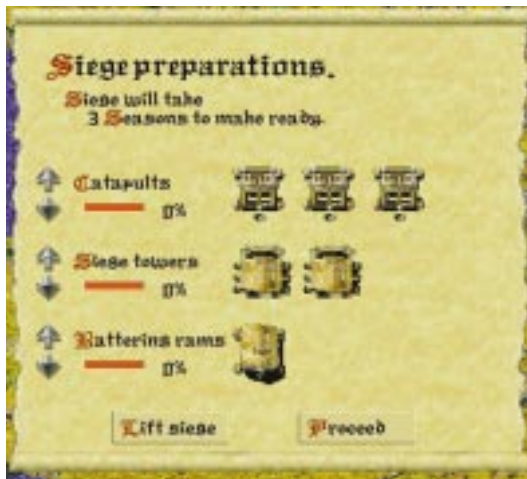 Siege preparations.
Siege will take
3 Seasons to make ready.
Catapults
0%
Siege towers
0%
Battering rams
0%
Lift siege
Proceed